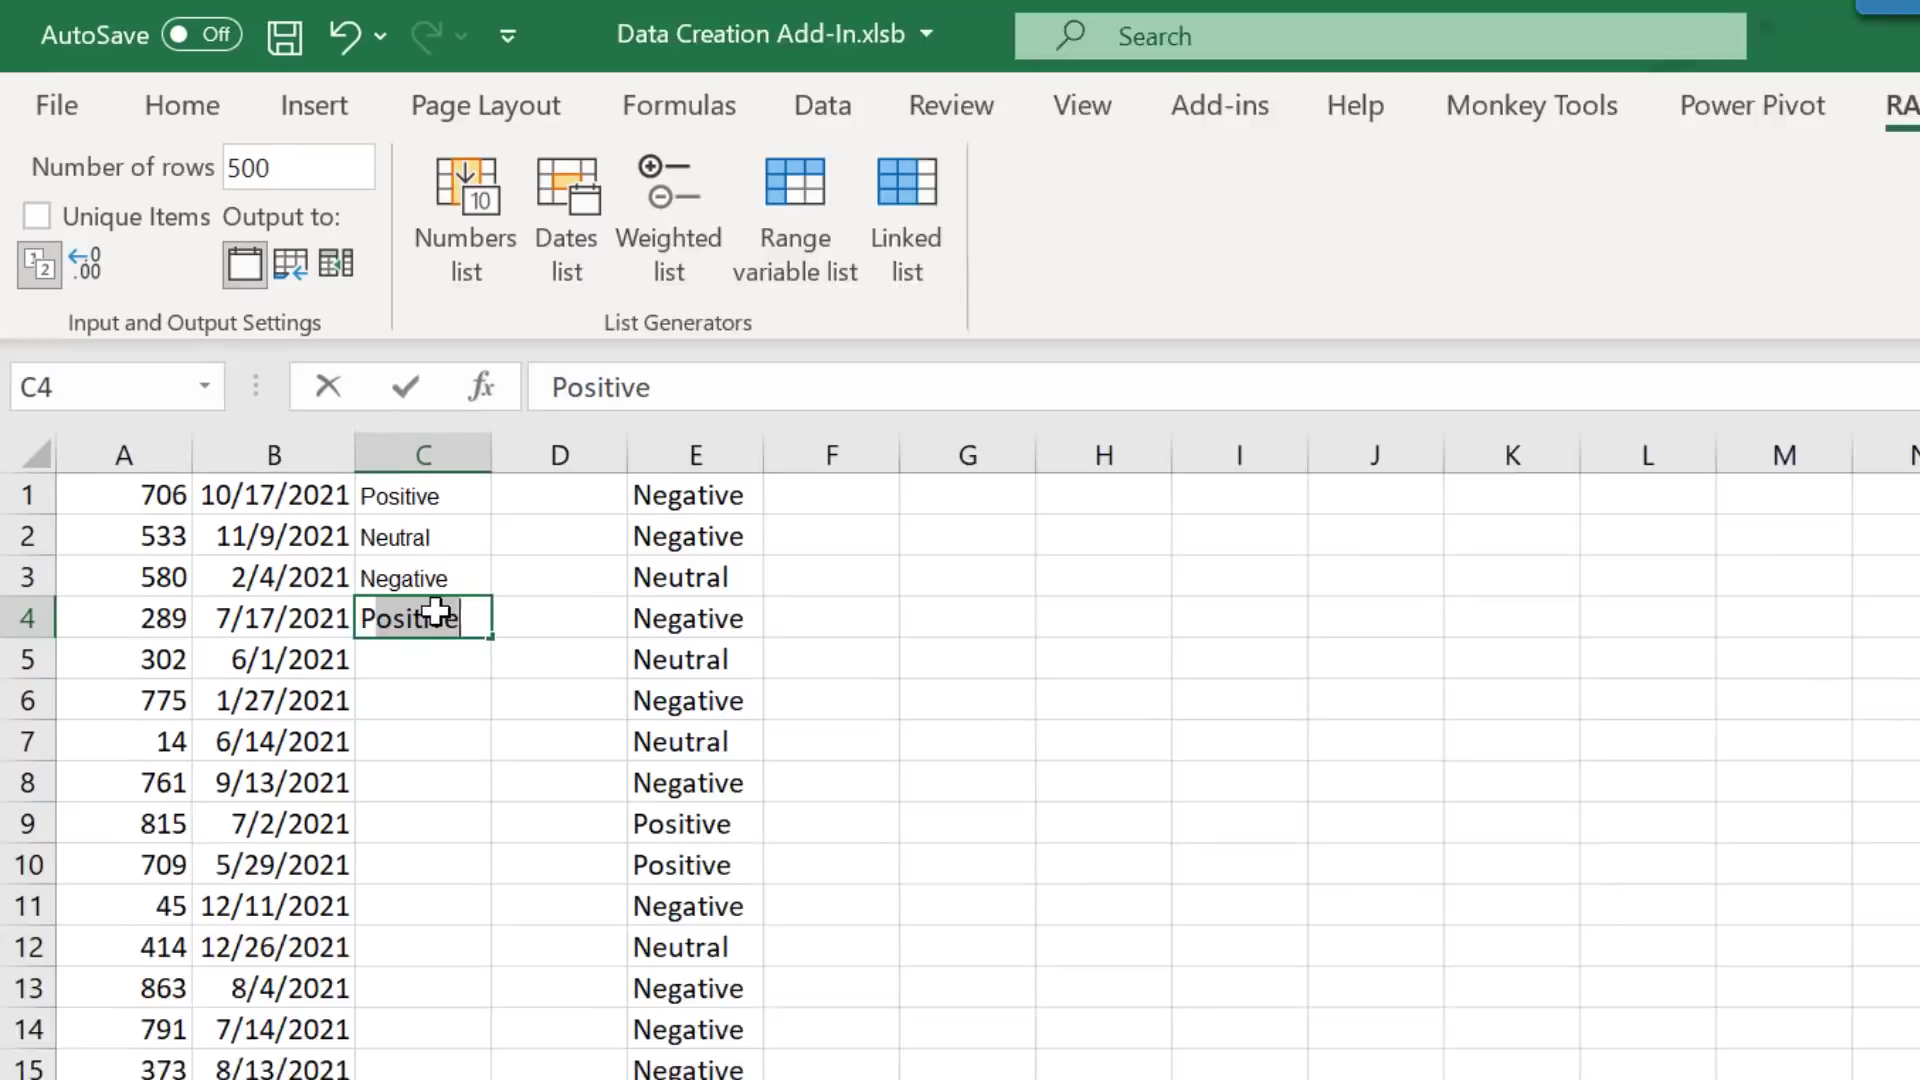 AutoSave Off Data Creation Add-In.xlsb Search
File Home Insert Page Layout Formulas Data Review View Add-ins Help Monkey Tools Power Pivot RA
Number of rows 500
Unique Items Output to:
Numbers list Dates list Weighted list Range variable list Linked list
Input and Output Settings List Generators
C4 fx Positive
A B C D E F G H I J K L M N
1 706 10/17/2021 Positive Negative
2 533 11/9/2021 Neutral Negative
3 580 2/4/2021 Negative Neutral
4 289 7/17/2021 Positive Negative
5 302 6/1/2021 Neutral
6 775 1/27/2021 Negative
7 14 6/14/2021 Neutral
8 761 9/13/2021 Negative
9 815 7/2/2021 Positive
10 709 5/29/2021 Positive
11 45 12/11/2021 Negative
12 414 12/26/2021 Neutral
13 863 8/4/2021 Negative
14 791 7/14/2021 Negative
15 373 8/13/2021 Negative